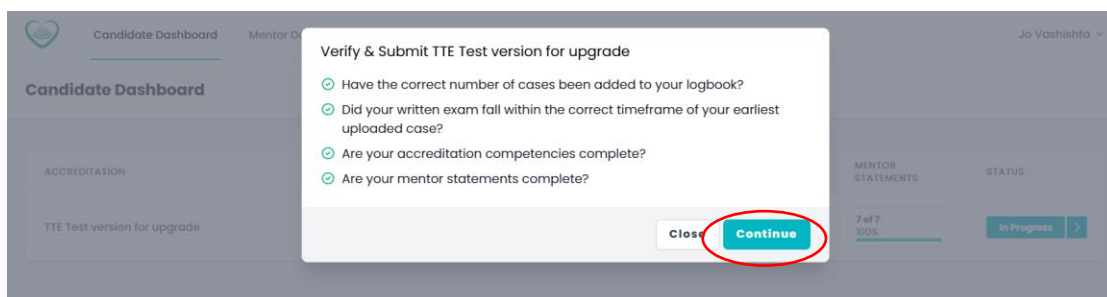 Candidate Dashboard Mentor D
Jo Vashishta
Verify & Submit TTE Test version for upgrade
Candidate Dashboard
Have the correct number of cases been added to your logbook?
Did your written exam fall within the correct timeframe of your earliest
uploaded case?
Are your accreditation competencies complete?
Are your mentor statements complete?
ACCREDITATION
MENTOR
STATEMENTS
STATUS
TTE Test version for upgrade
7 of 7
100%
In Progress
Close
Continue